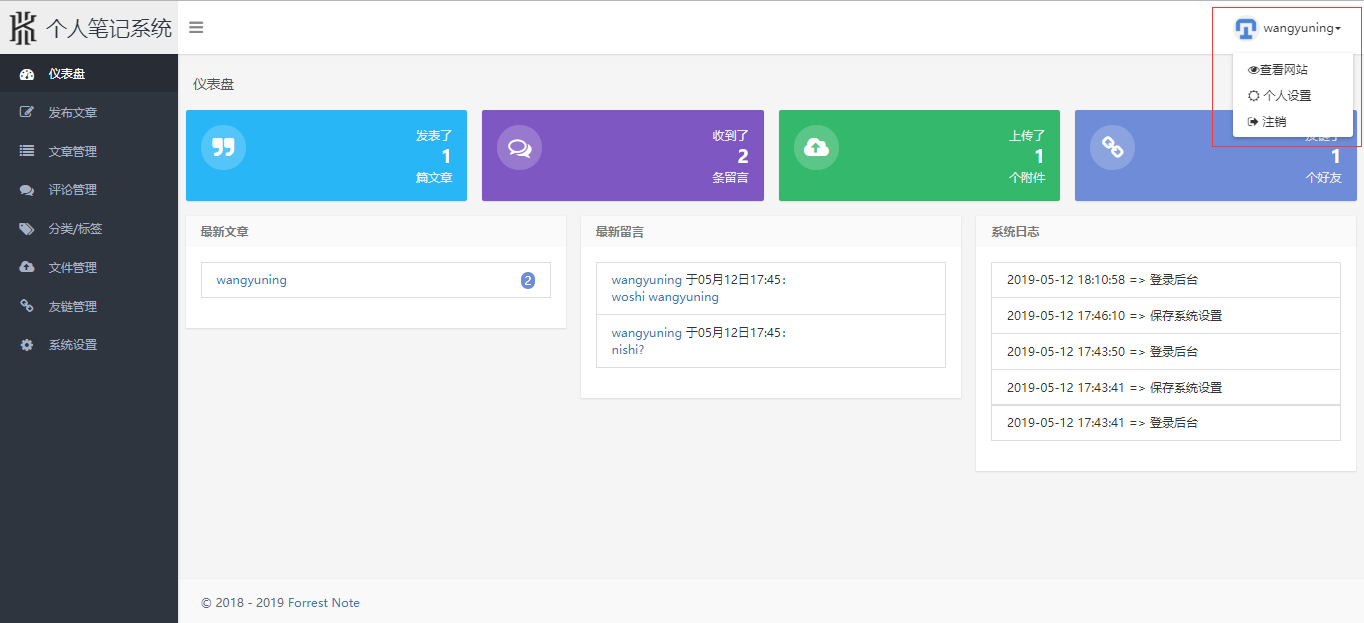 个人笔记系统
wangyuning
查看网站
个人设置
注销
仪表盘
发布文章
文章管理
评论管理
分类/标签
文件管理
友链管理
系统设置
仪表盘
发表了
1
篇文章
收到了
2
条留言
上传了
1
个附件
1
个好友
最新文章
wangyuning 2
最新留言
wangyuning 于05月12日17:45:
woshi wangyuning
wangyuning 于05月12日17:45:
nishi?
系统日志
2019-05-12 18:10:58 => 登录后台
2019-05-12 17:46:10 => 保存系统设置
2019-05-12 17:43:50 => 登录后台
2019-05-12 17:43:41 => 保存系统设置
2019-05-12 17:43:41 => 登录后台
© 2018 - 2019 Forrest Note